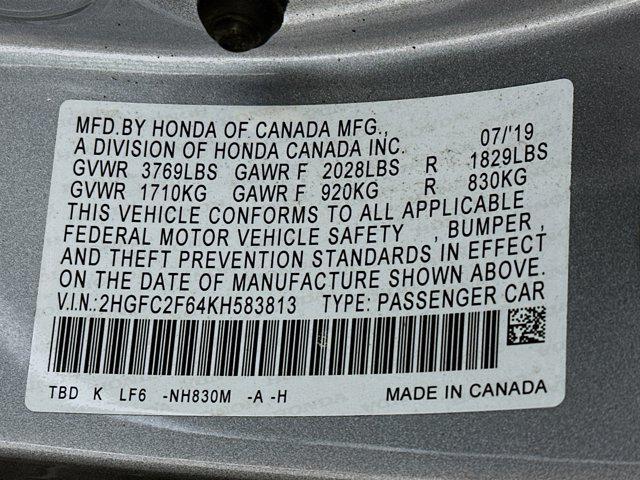 MFD.BY HONDA OF CANADA MFG., 07/'19
A DIVISION OF HONDA CANADA INC.
GVWR 3769LBS GAWR F 2028LBS R 1829LBS
GVWR 1710KG GAWR F 920KG R 830KG
THIS VEHICLE CONFORMS TO ALL APPLICABLE
FEDERAL MOTOR VEHICLE SAFETY , BUMPER ,
AND THEFT PREVENTION STANDARDS IN EFFECT
ON THE DATE OF MANUFACTURE SHOWN ABOVE.
V.I.N.:2HGFC2F64KH583813 TYPE: PASSENGER CAR
TBD K LF6 -NH830M -A -H MADE IN CANADA